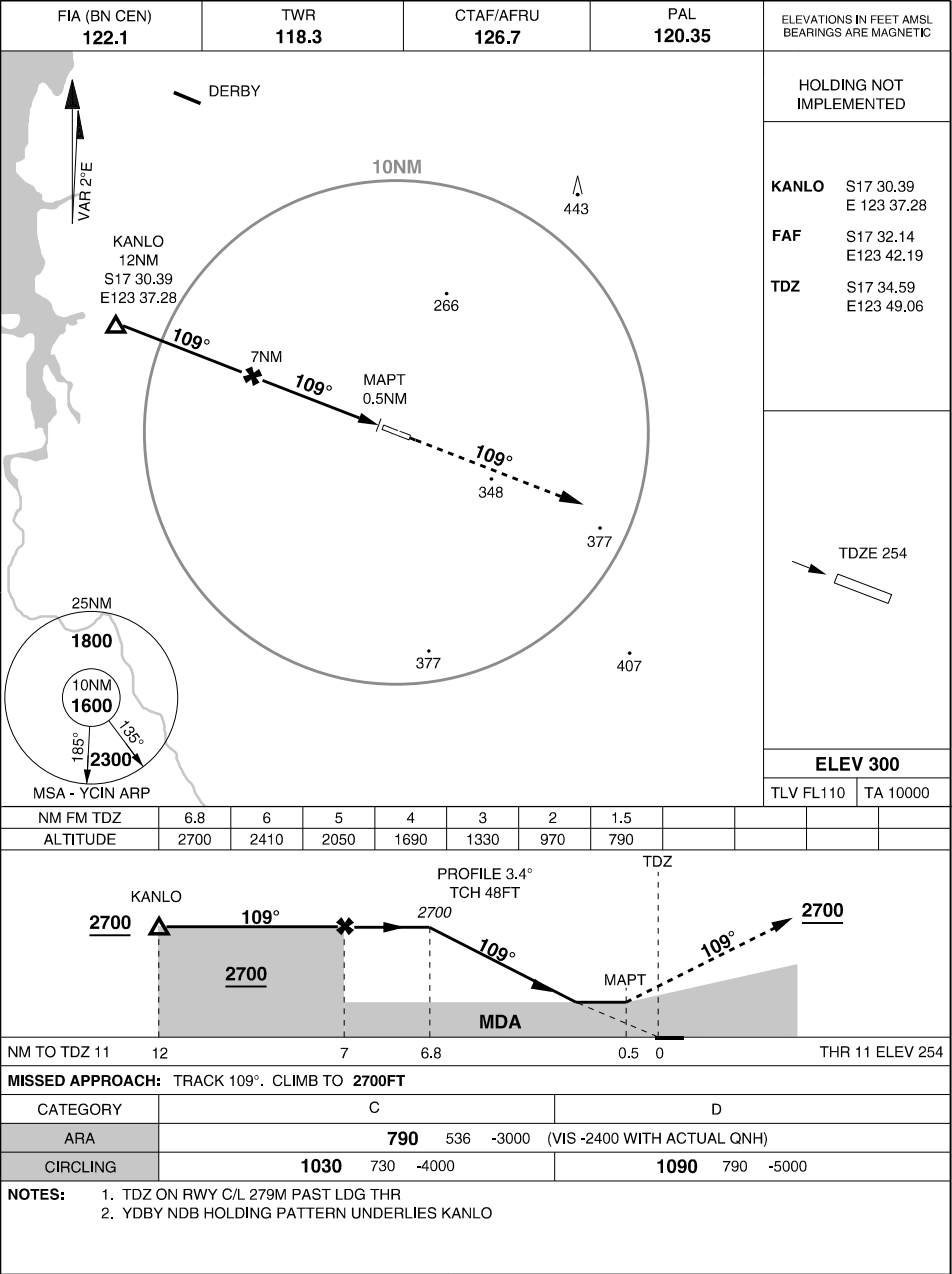 FIA (BN CEN)
122.1
TWR
118.3
CTAF/AFRU
126.7
PAL
120.35
ELEVATIONS IN FEET AMSL
BEARINGS ARE MAGNETIC
HOLDING NOT
IMPLEMENTED
DERBY
VAR 2°E
10NM
443
KANLO
12NM
S17 30.39
E123 37.28
266
109°
7NM
109°
MAPT
0.5NM
109°
348
377
377
407
KANLO S17 30.39
E 123 37.28
FAF S17 32.14
E123 42.19
TDZ S17 34.59
E123 49.06
TDZE 254
25NM
1800
10NM
1600
185°
135°
2300
MSA - YCIN ARP
ELEV 300
TLV FL110 TA 10000
NM FM TDZ 6.8 6 5 4 3 2 1.5
ALTITUDE 2700 2410 2050 1690 1330 970 790
TDZ
PROFILE 3.4°
TCH 48FT
KANLO
2700 109° 2700 2700
109°
109°
2700
MAPT
MDA
NM TO TDZ 11 12 7 6.8 0.5 0 THR 11 ELEV 254
MISSED APPROACH: TRACK 109°. CLIMB TO 2700FT
CATEGORY C D
ARA 790 536 -3000 (VIS -2400 WITH ACTUAL QNH)
CIRCLING 1030 730 -4000 1090 790 -5000
NOTES: 1. TDZ ON RWY C/L 279M PAST LDG THR
2. YDBY NDB HOLDING PATTERN UNDERLIES KANLO